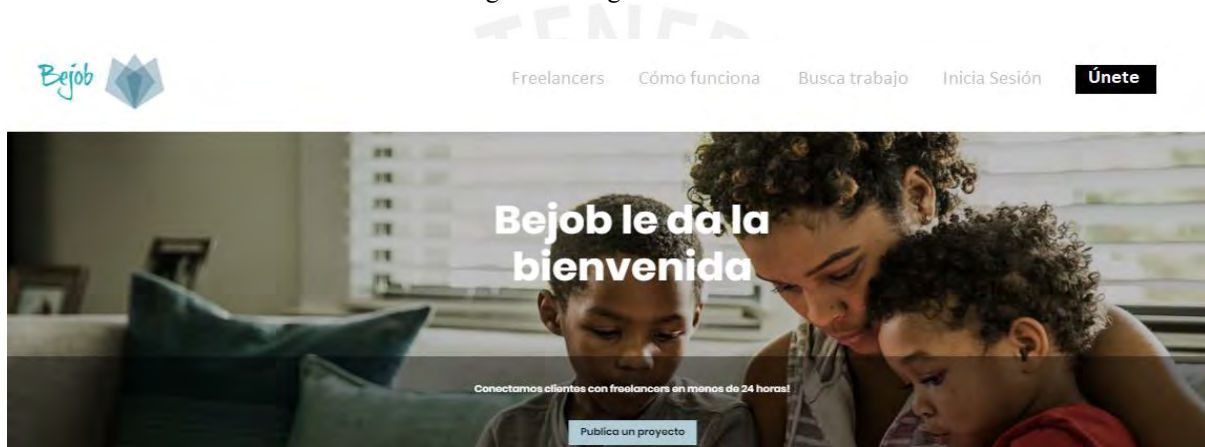 TENER
Bejob
Freelancers Cómo funciona Busca trabajo Inicia Sesión Únete
Bejob le da la
bienvenida
Conectamos clientes con freelancers en menos de 24 horas!
Publica un proyecto